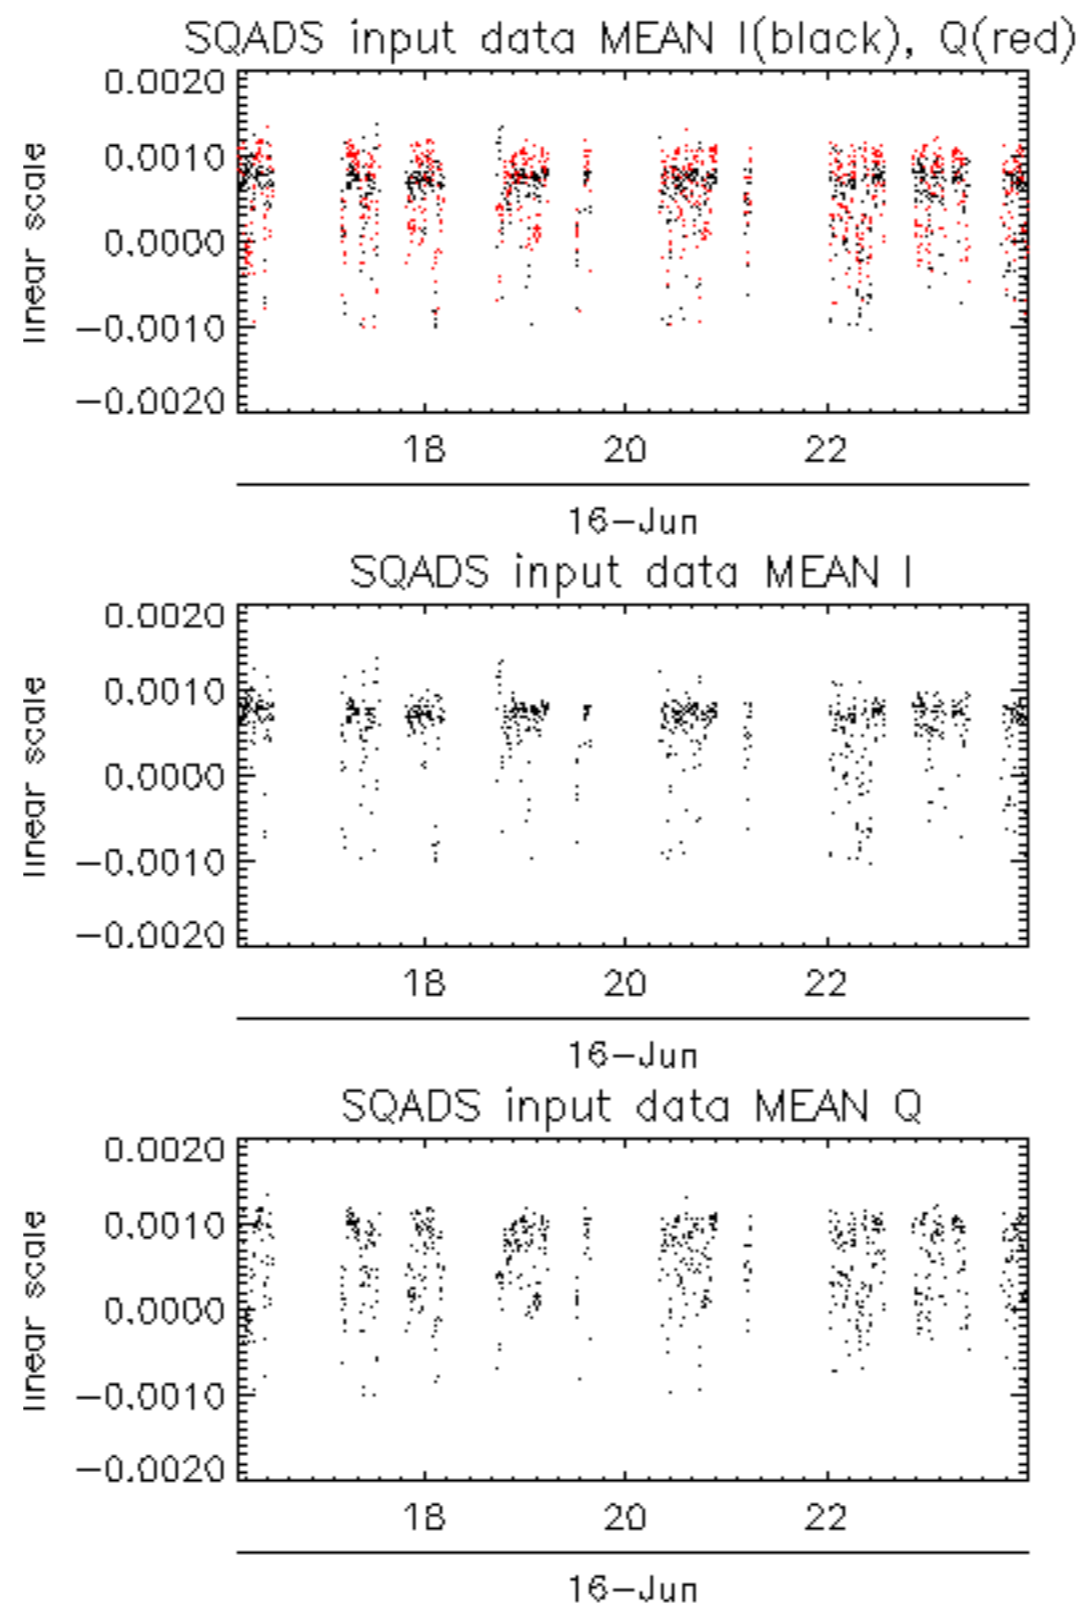 SQADS input data MEAN I(black), Q(red)
0.0020
0.0010
0.0000
−0.0010
−0.0020
linear scale
18 20 22
16−Jun
SQADS input data MEAN I
0.0020
0.0010
0.0000
−0.0010
−0.0020
linear scale
18 20 22
16−Jun
SQADS input data MEAN Q
0.0020
0.0010
0.0000
−0.0010
−0.0020
linear scale
18 20 22
16−Jun